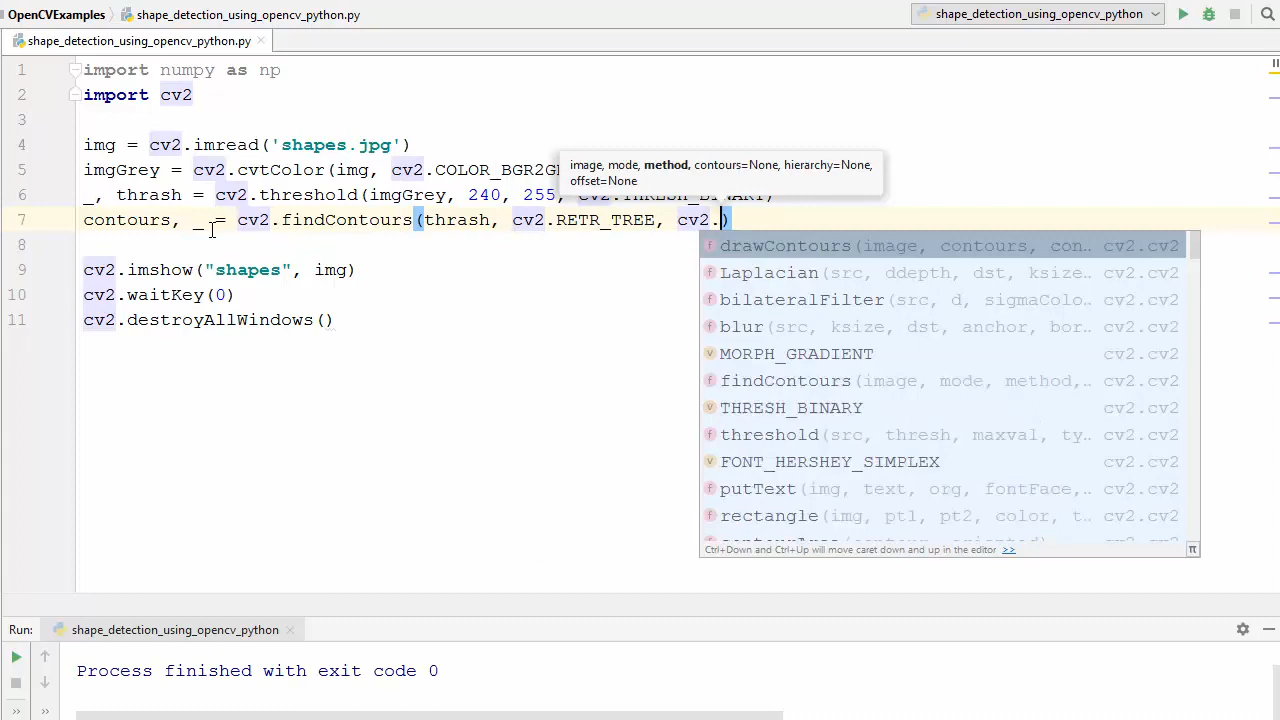 OpenCVExamples shape_detection_using_opencv_python.py shape_detection_using_opencv_python
shape_detection_using_opencv_python.py
1 import numpy as np
2 import cv2
3
4 img = cv2.imread('shapes.jpg')
image, mode, method, contours=None, hierarchy=None,
5 imgGrey = cv2.cvtColor(img, cv2.COLOR_BGR2G
offset=None
6 _, thrash = cv2.threshold(imgGrey, 240, 255, cv2.THRESH_BINARY)
7 contours, _ = cv2.findContours(thrash, cv2.RETR_TREE, cv2.)
8
drawContours(image, contours, con… cv2.cv2
9 cv2.imshow("shapes", img)
Laplacian(src, ddepth, dst, ksize… cv2.cv2
10 cv2.waitKey(0)
bilateralFilter(src, d, sigmaColo… cv2.cv2
11 cv2.destroyAllWindows()
blur(src, ksize, dst, anchor, bor… cv2.cv2
MORPH_GRADIENT cv2.cv2
findContours(image, mode, method,… cv2.cv2
THRESH_BINARY cv2.cv2
threshold(src, thresh, maxval, ty… cv2.cv2
FONT_HERSHEY_SIMPLEX cv2.cv2
putText(img, text, org, fontFace,… cv2.cv2
rectangle(img, pt1, pt2, color, t… cv2.cv2
Ctrl+Down and Ctrl+Up will move caret down and up in the editor >> π
Run: shape_detection_using_opencv_python
Process finished with exit code 0